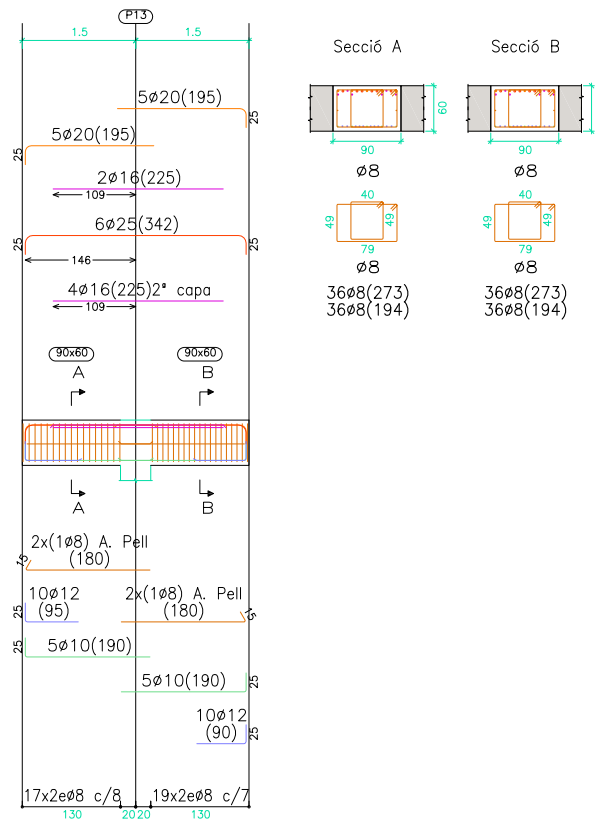 P13
1.5 1.5
Secció A
Secció B
5ø20(195)
25
5ø20(195)
25
2ø16(225)
109
6ø25(342)
25 25
146
4ø16(225)2ª capa
109
60
90 90
ø8 ø8
40 40
49 49 49 49
79 79
ø8 ø8
36ø8(273) 36ø8(273)
36ø8(194) 36ø8(194)
90x60 90x60
A B
A B
2x(1ø8) A. Pell
(180)
15
10ø12 2x(1ø8) A. Pell
(95) (180)
25 15
5ø10(190)
25
5ø10(190)
25
10ø12
(90)
25
17x2eø8 c/8 19x2eø8 c/7
130 20 20 130